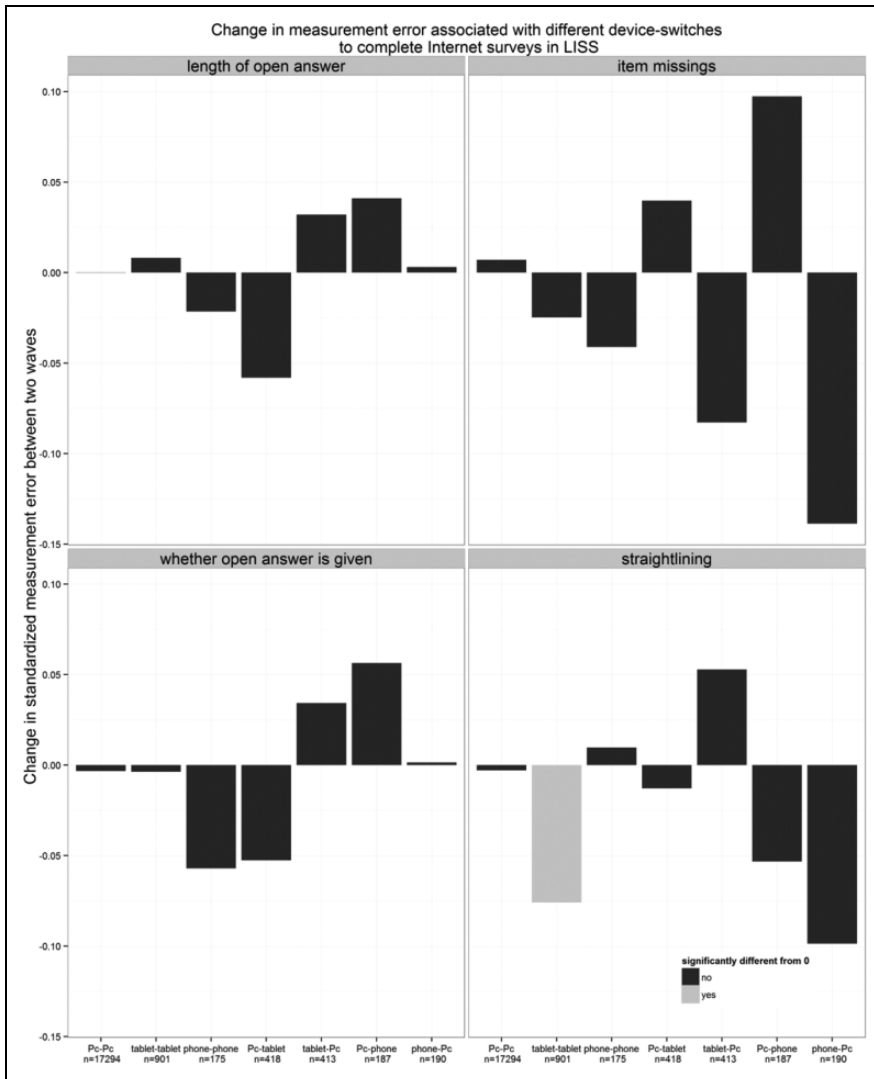 Change in measurement error associated with different device-switches
to complete Internet surveys in LISS
length of open answer
item missings
0.10
0.05
0.00
-0.05
-0.10
-0.15
whether open answer is given
straightlining
0.10
0.05
0.00
-0.05
-0.10
-0.15
Change in standardized measurement error between two waves
significantly different from 0
no
yes
Pc-Pc tablet-tablet phone-phone Pc-tablet tablet-Pc Pc-phone phone-Pc
n=17294 n=901 n=175 n=418 n=413 n=187 n=190
Pc-Pc tablet-tablet phone-phone Pc-tablet tablet-Pc Pc-phone phone-Pc
n=17294 n=901 n=175 n=418 n=413 n=187 n=190